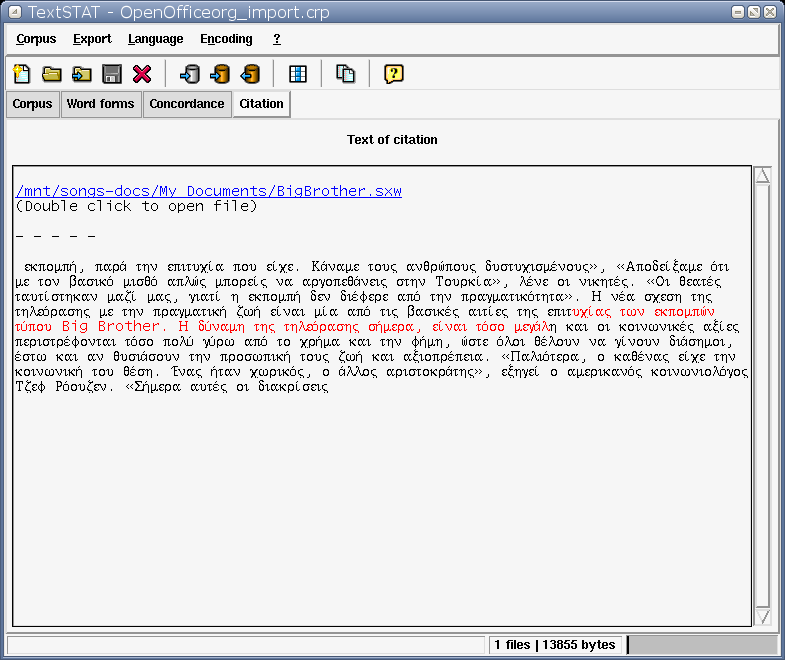 TextSTAT - OpenOfficeorg_import.crp
Corpus Export Language Encoding ?
Corpus Word forms Concordance Citation
Text of citation
/mnt/songs-docs/My Documents/BigBrother.sxw
(Double click to open file)
- - - - -
εκπομπή, παρά την επιτυχία που είχε. Κάναμε τους ανθρώπους δυστυχισμένους», «Αποδείξαμε ότι
με τον βασικό μισθό απλώς μπορείς να αργοπεθάνεις στην Τουρκία», λένε οι νικητές. «Οι θεατές
ταυτίστηκαν μαζί μας, γιατί η εκπομπή δεν διέφερε από την πραγματικότητα». Η νέα σχεση της
τηλεόρασης με την πραγματική ζωή είναι μία από τις βασικές αιτίες της επιτυχίας των εκπομπών
τύπου Big Brother. Η δύναμη της τηλεόρασης σήμερα, είναι τόσο μεγάλη και οι κοινωνικές αξίες
περιστρέφονται τόσο πολύ γύρω από το χρήμα και την φήμη, ώστε όλοι θέλουν να γίνουν διάσημοι,
έστω και αν θυσιάσουν την προσωπική τους ζωή και αξιοπρέπεια. «Παλιότερα, ο καθένας είχε την
κοινωνική του θέση. Ένας ήταν χωρικός, ο άλλος αριστοκράτης», εξηγεί ο αμερικανός κοινωνιολόγος
Τζεφ Ρόουζεν. «Σήμερα αυτές οι διακρίσεις
1 files | 13855 bytes